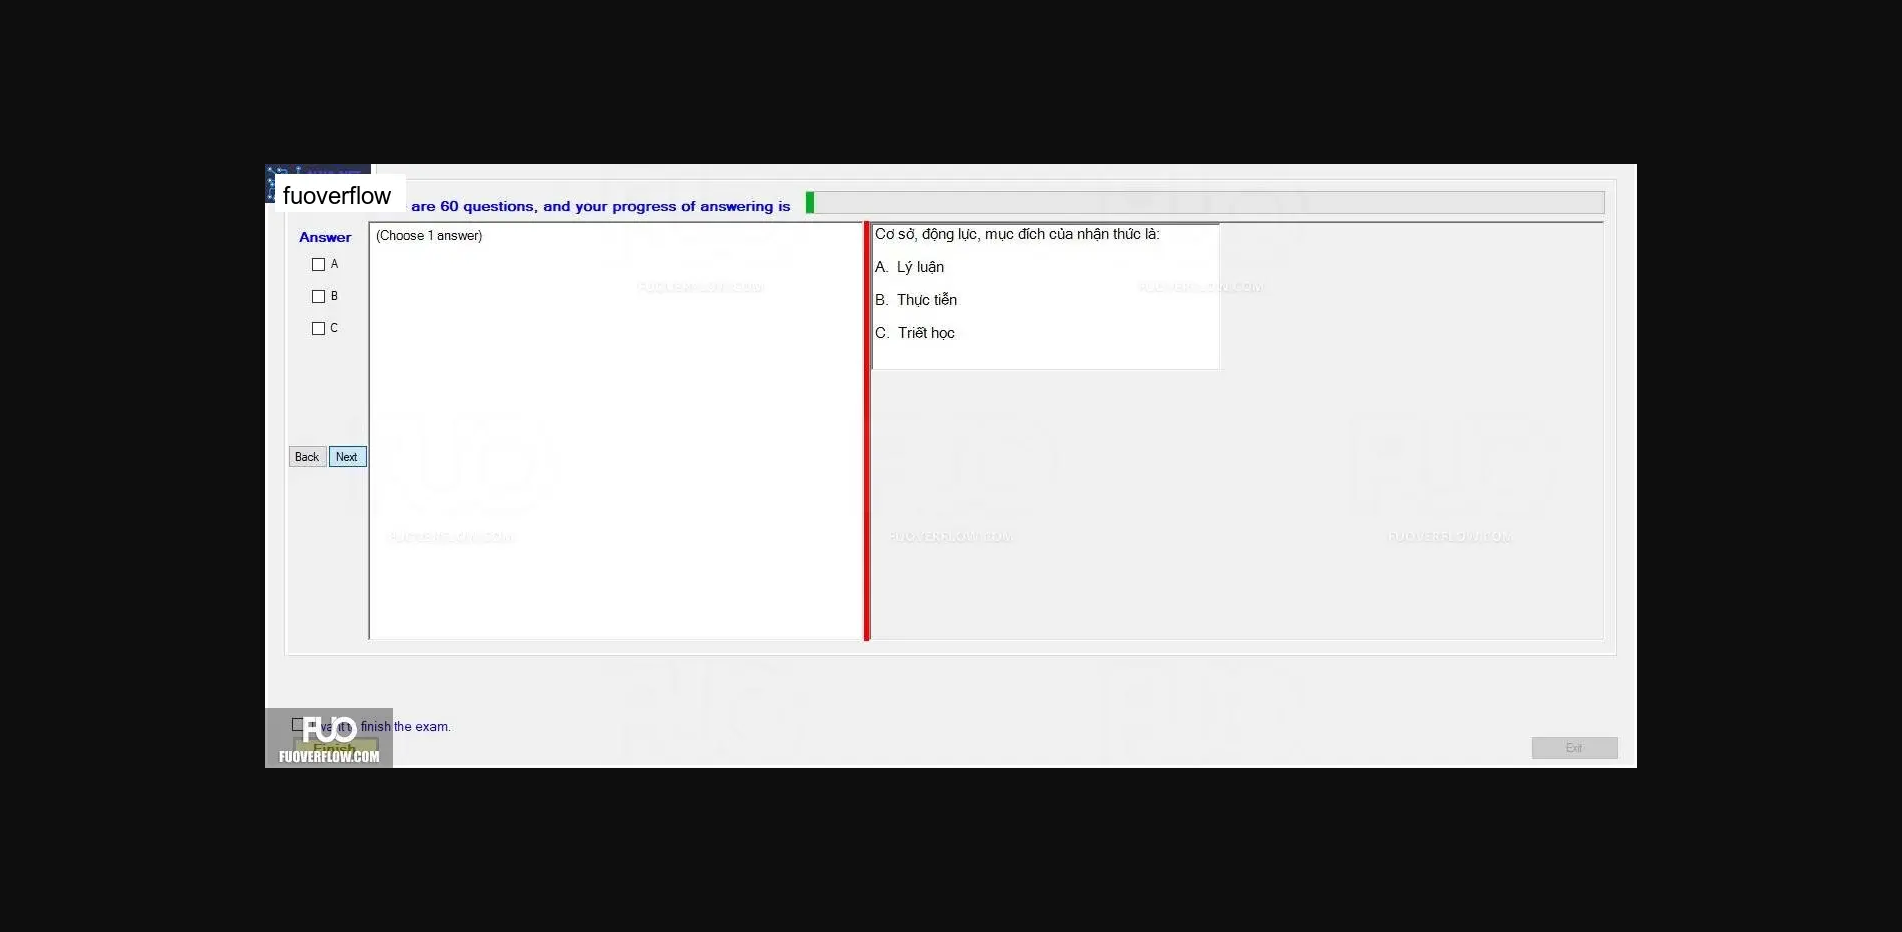 fuoverflow
are 60 questions, and your progress of answering is
Answer
(Choose 1 answer)
A
B
C
Back
Next
Cơ sở, động lực, mục đích của nhận thức là:
A. Lý luận
B. Thực tiễn
C. Triết học
FUOVERFLOW.COM
FUOVERFLOW.COM
FUOVERFLOW.COM
FUOVERFLOW.COM
FUOVERFLOW.COM
I want to finish the exam.
Finish
FUO
FUOVERFLOW.COM
Exit